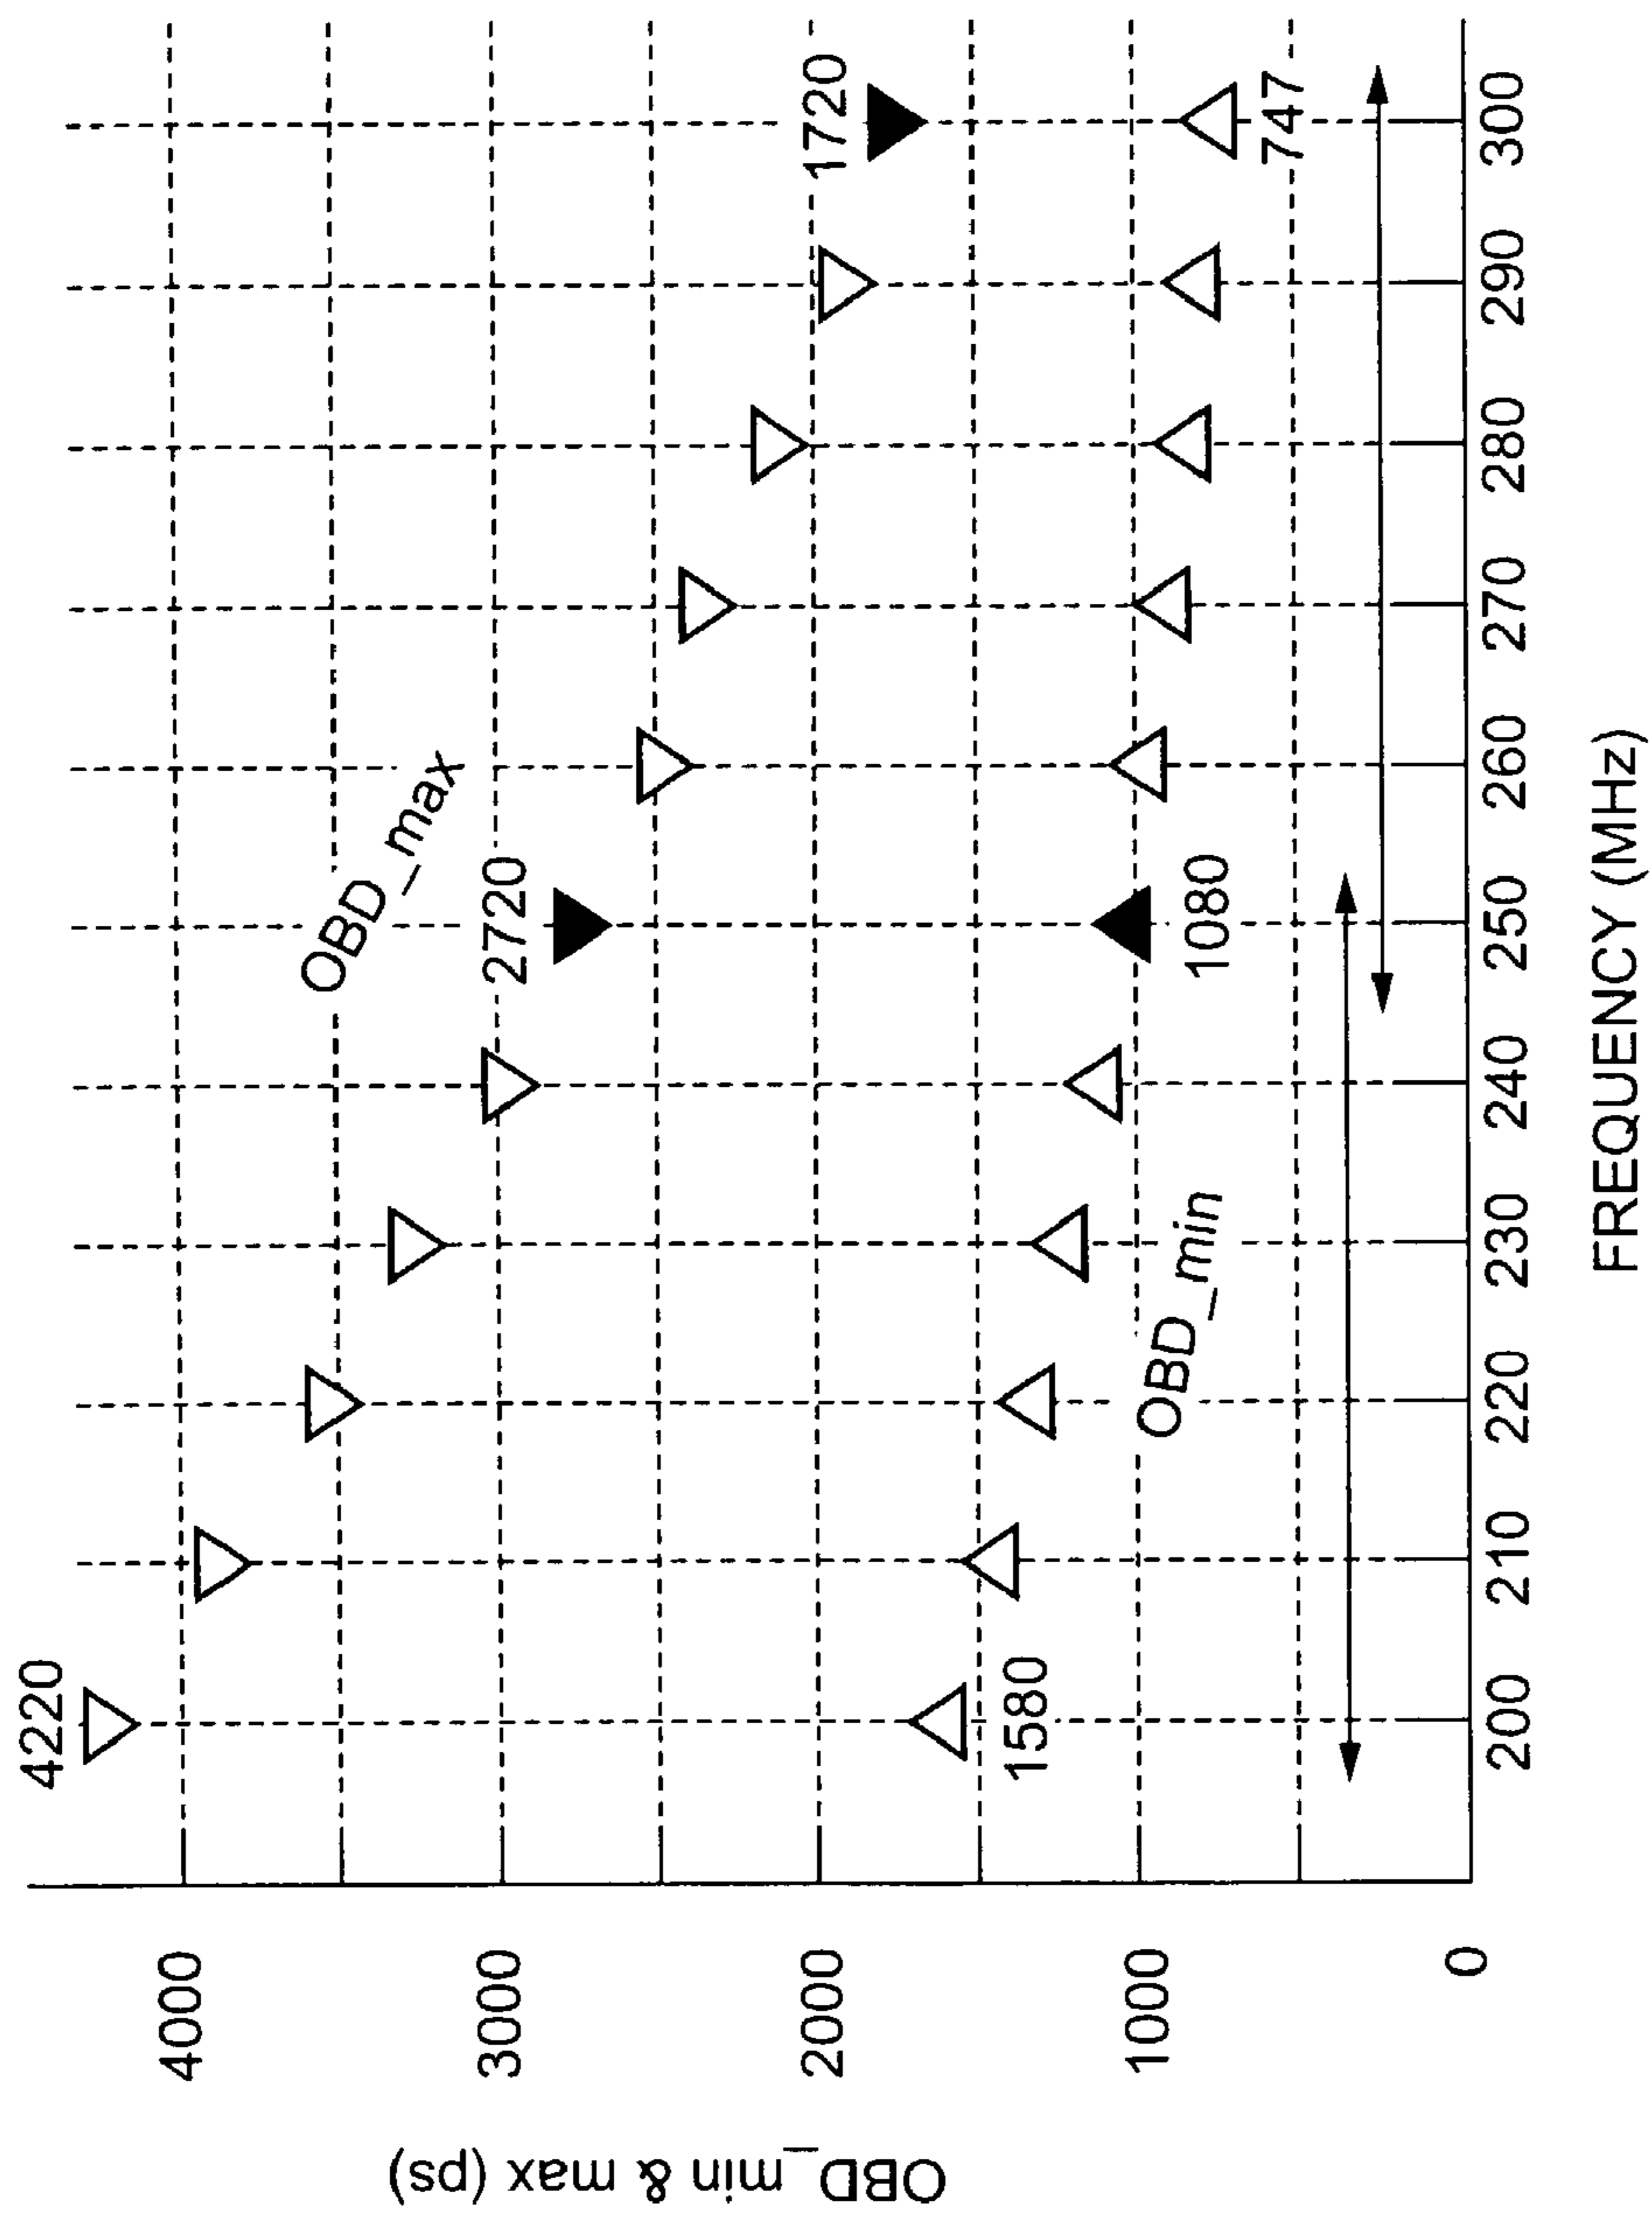 OBD_min & max (ps)
4000
3000
2000
1000
0
4220
OBD_max
2720
1720
1580
OBD_min
1080
747
200 210 220 230 240 250 260 270 280 290 300
FREQUENCY (MHz)